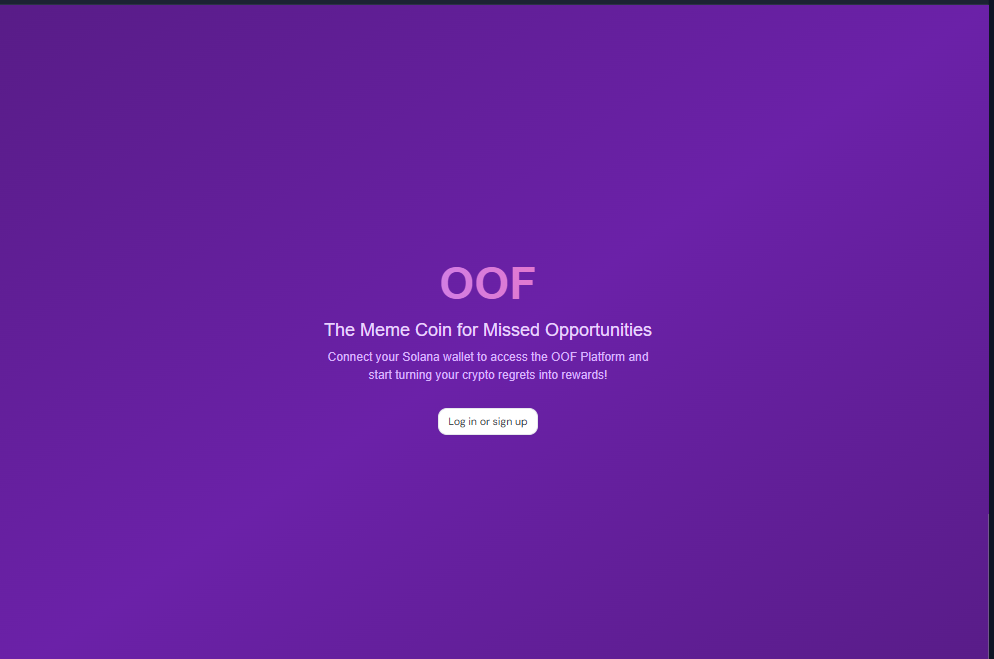 OOF
The Meme Coin for Missed Opportunities
Connect your Solana wallet to access the OOF Platform and
start turning your crypto regrets into rewards!
Log in or sign up